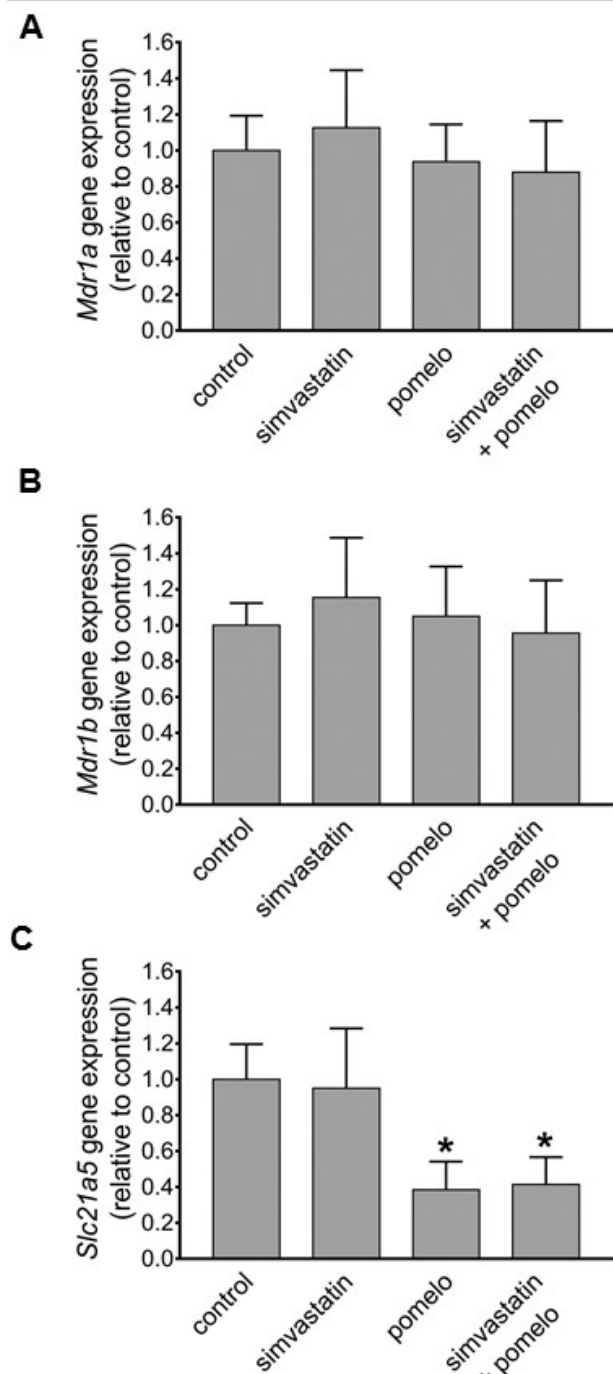 A
Mdr1a gene expression
(relative to control)
1.6
1.4
1.2
1.0
0.8
0.6
0.4
0.2
0.0
control
simvastatin
pomelo
simvastatin
+ pomelo
B
Mdr1b gene expression
(relative to control)
1.6
1.4
1.2
1.0
0.8
0.6
0.4
0.2
0.0
control
simvastatin
pomelo
simvastatin
+ pomelo
C
Slc21a5 gene expression
(relative to control)
1.6
1.4
1.2
1.0
0.8
0.6
0.4
0.2
0.0
*
*
control
simvastatin
pomelo
simvastatin
pomelo